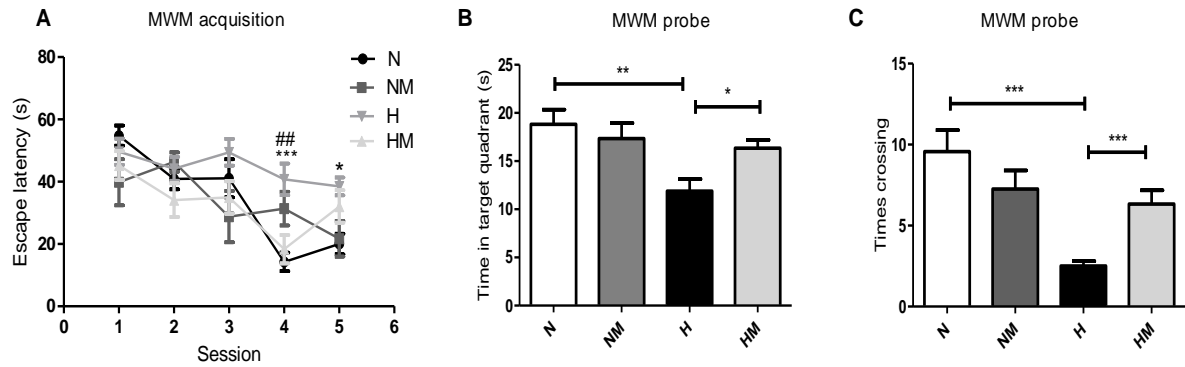 A
MWM acquisition
Escape latency (s)
80
60
40
20
0
0
1
2
3
4
5
6
Session
N
NM
H
HM
##
***
*
B
MWM probe
Time in target quadrant (s)
25
20
15
10
5
0
**
*
N
NM
H
HM
C
MWM probe
Times crossing
15
10
5
0
***
***
N
NM
H
HM